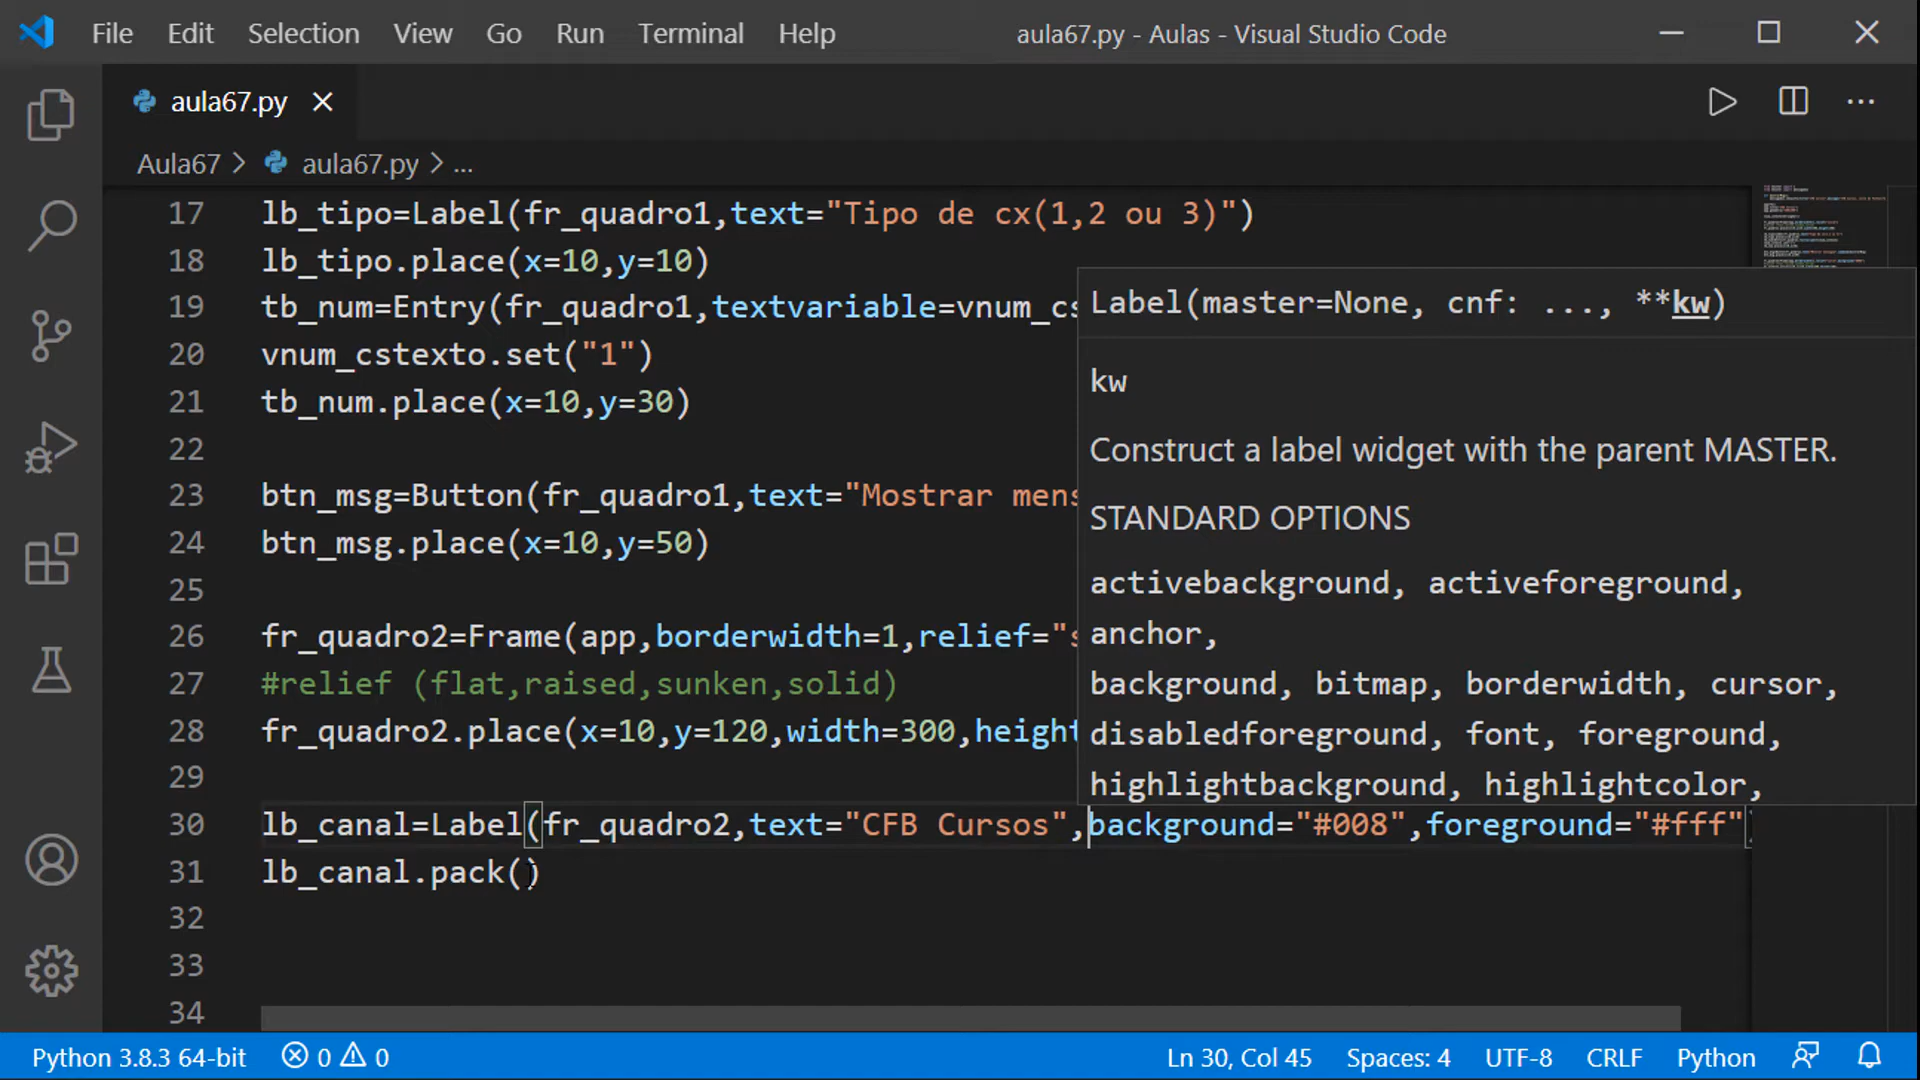 File Edit Selection View Go Run Terminal Help aula67.py - Aulas - Visual Studio Code
aula67.py
Aula67 > aula67.py > ...
17 lb_tipo=Label(fr_quadro1,text="Tipo de cx(1,2 ou 3)")
18 lb_tipo.place(x=10,y=10)
19 tb_num=Entry(fr_quadro1,textvariable=vnum_cs
20 vnum_cstexto.set("1")
21 tb_num.place(x=10,y=30)
22
23 btn_msg=Button(fr_quadro1,text="Mostrar mens
24 btn_msg.place(x=10,y=50)
25
26 fr_quadro2=Frame(app,borderwidth=1,relief="s
27 #relief (flat,raised,sunken,solid)
28 fr_quadro2.place(x=10,y=120,width=300,height
29
30 lb_canal=Label(fr_quadro2,text="CFB Cursos",background="#008",foreground="#fff"
31 lb_canal.pack()
32
33
34
Label(master=None, cnf: ..., **kw)
kw
Construct a label widget with the parent MASTER.
STANDARD OPTIONS
activebackground, activeforeground,
anchor,
background, bitmap, borderwidth, cursor,
disabledforeground, font, foreground,
highlightbackground, highlightcolor,
Python 3.8.3 64-bit 0 0 Ln 30, Col 45 Spaces: 4 UTF-8 CRLF Python